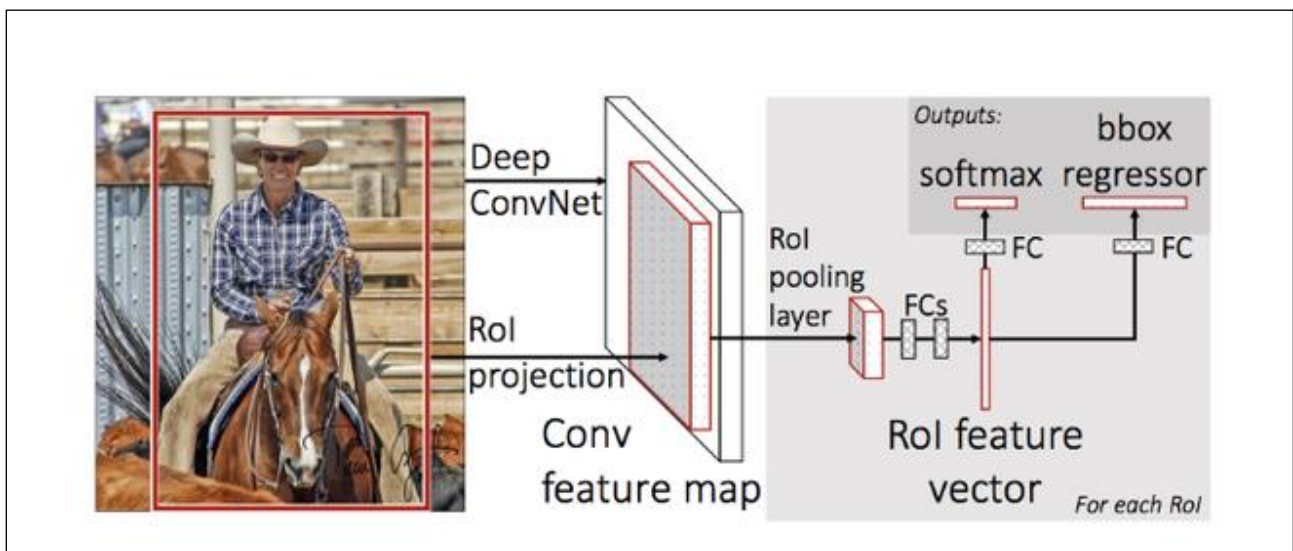 Deep
ConvNet
RoI
projection
Conv
feature map
RoI
pooling
layer
FCs
Outputs:
softmax
bbox
regressor
FC
FC
RoI feature
vector
For each RoI